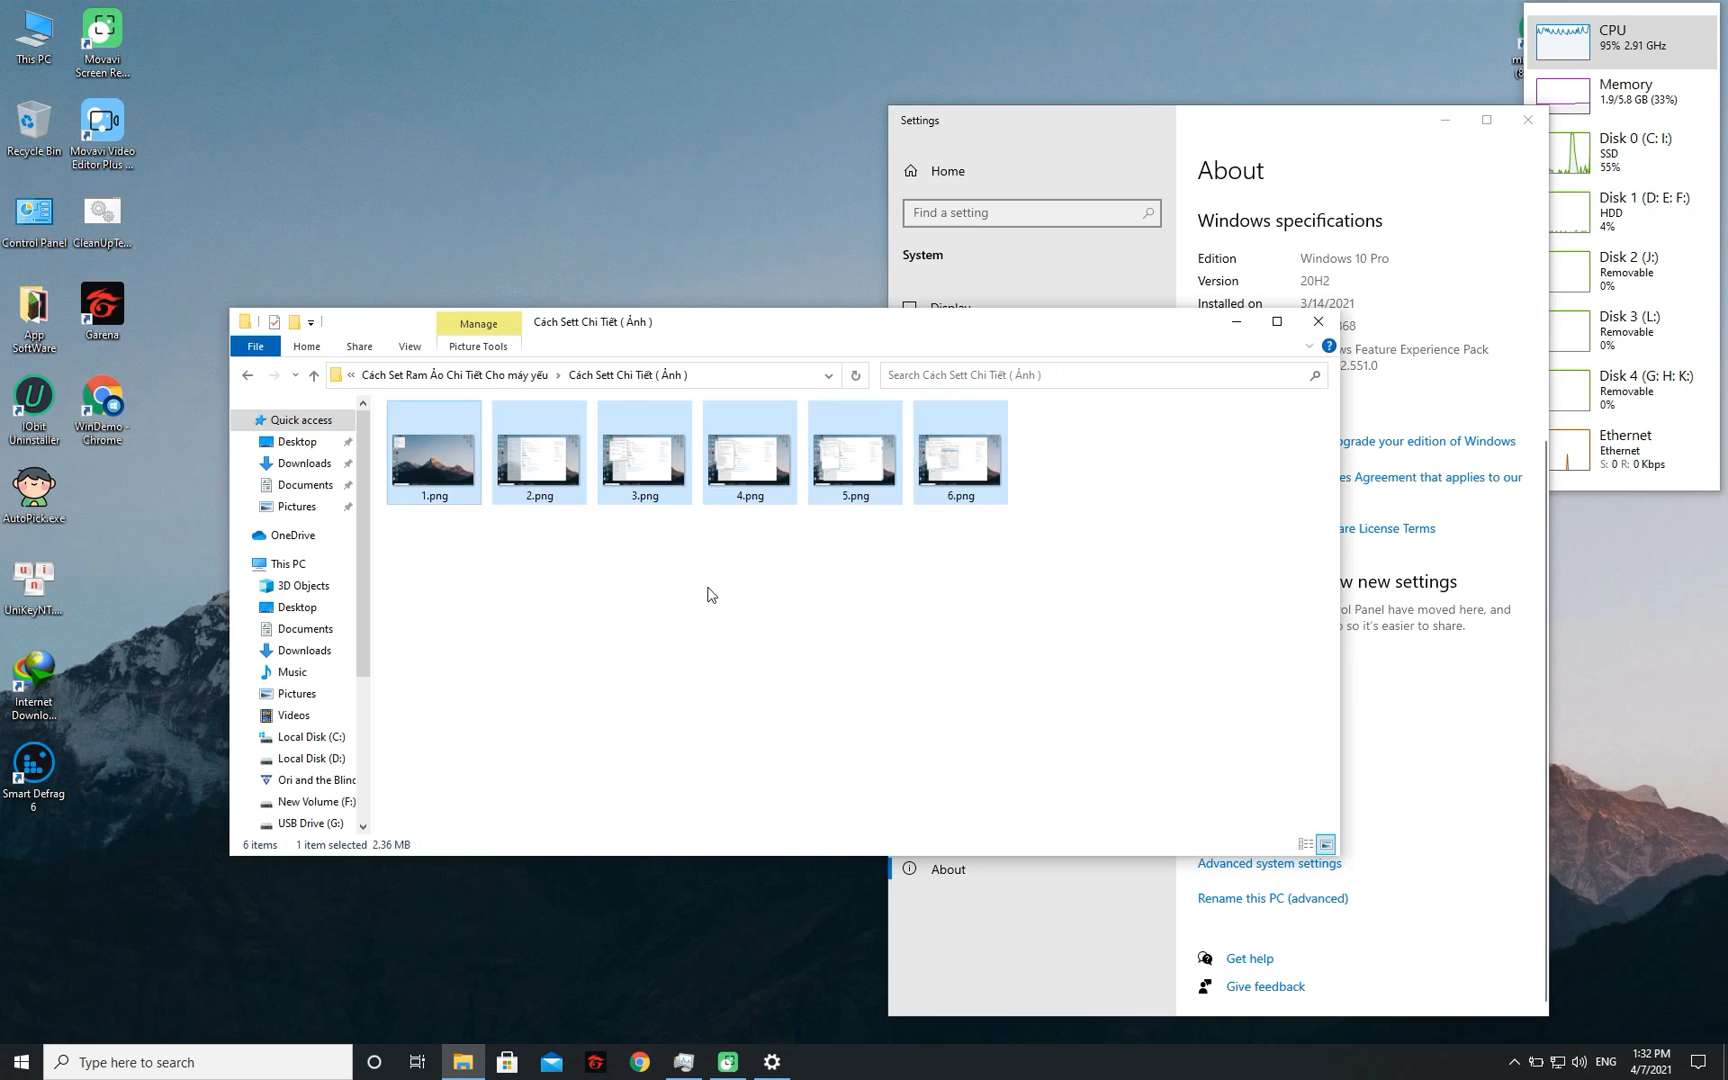 This PC
Movavi
Screen Re...
Recycle Bin
Movavi Video
Editor Plus ...
Control Panel
CleanUpTe...
App
SoftWare
Garena
IObit
Uninstaller
WinDemo -
Chrome
AutoPick.exe
UniKeyNT....
Internet
Downlo...
Smart Defrag
6
CPU
95% 2.91 GHz
Memory
1.9/5.8 GB (33%)
Disk 0 (C: I:)
SSD
55%
Disk 1 (D: E: F:)
HDD
4%
Disk 2 (J:)
Removable
0%
Disk 3 (L:)
Removable
0%
Disk 4 (G: H: K:)
Removable
0%
Ethernet
Ethernet
S: 0 R: 0 Kbps
Settings
Home
Find a setting
System
Display
About
About
Windows specifications
Edition Windows 10 Pro
Version 20H2
Installed on 3/14/2021
868
ws Feature Experience Pack
2.551.0
pgrade your edition of Windows
es Agreement that applies to our
are License Terms
w new settings
ol Panel have moved here, and
o so it's easier to share.
Advanced system settings
Rename this PC (advanced)
Get help
Give feedback
Manage
Cách Sett Chi Tiết ( Ảnh )
File Home Share View Picture Tools
« Cách Set Ram Ảo Chi Tiết Cho máy yếu › Cách Sett Chi Tiết ( Ảnh )
Search Cách Sett Chi Tiết ( Ảnh )
Quick access
Desktop
Downloads
Documents
Pictures
OneDrive
This PC
3D Objects
Desktop
Documents
Downloads
Music
Pictures
Videos
Local Disk (C:)
Local Disk (D:)
Ori and the Blind
New Volume (F:)
USB Drive (G:)
1.png
2.png
3.png
4.png
5.png
6.png
6 items 1 item selected 2.36 MB
Type here to search
ENG
1:32 PM
4/7/2021